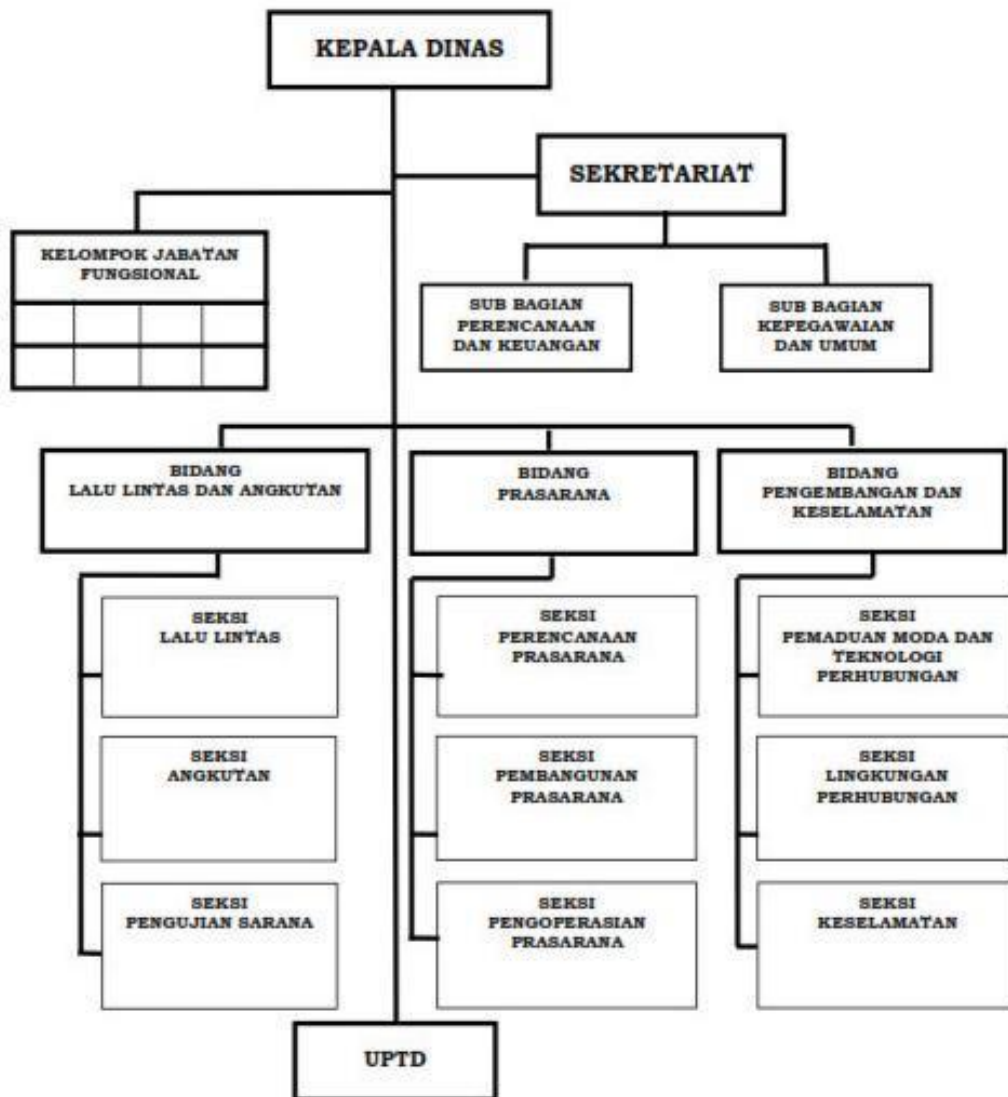 KEPALA DINAS
SEKRETARIAT
KELOMPOK JABATAN
FUNGSIONAL
SUB BAGIAN
PERENCANAAN
DAN KEUANGAN
SUB BAGIAN
KEPEGAWAIAN
DAN UMUM
BIDANG
LALU LINTAS DAN ANGKUTAN
BIDANG
PRASARANA
BIDANG
PENGEMBANGAN DAN
KESELAMATAN
SEKSI
LALU LINTAS
SEKSI
PERENCANAAN
PRASARANA
SEKSI
PEMADUAN MODA DAN
TEKNOLOGI
PERHUBUNGAN
SEKSI
ANGKUTAN
SEKSI
PEMBANGUNAN
PRASARANA
SEKSI
LINGKUNGAN
PERHUBUNGAN
SEKSI
PENGUJIAN SARANA
SEKSI
PENGOPERASIAN
PRASARANA
SEKSI
KESELAMATAN
UPTD